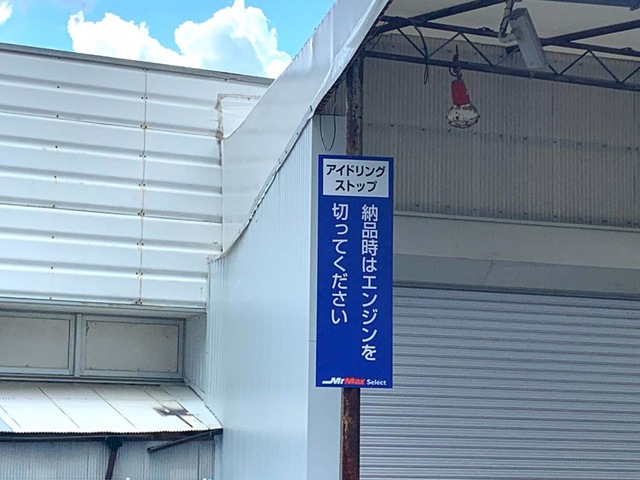 アイドリング
ストップ
納品時はエンジンを
切ってください
MrMax Select